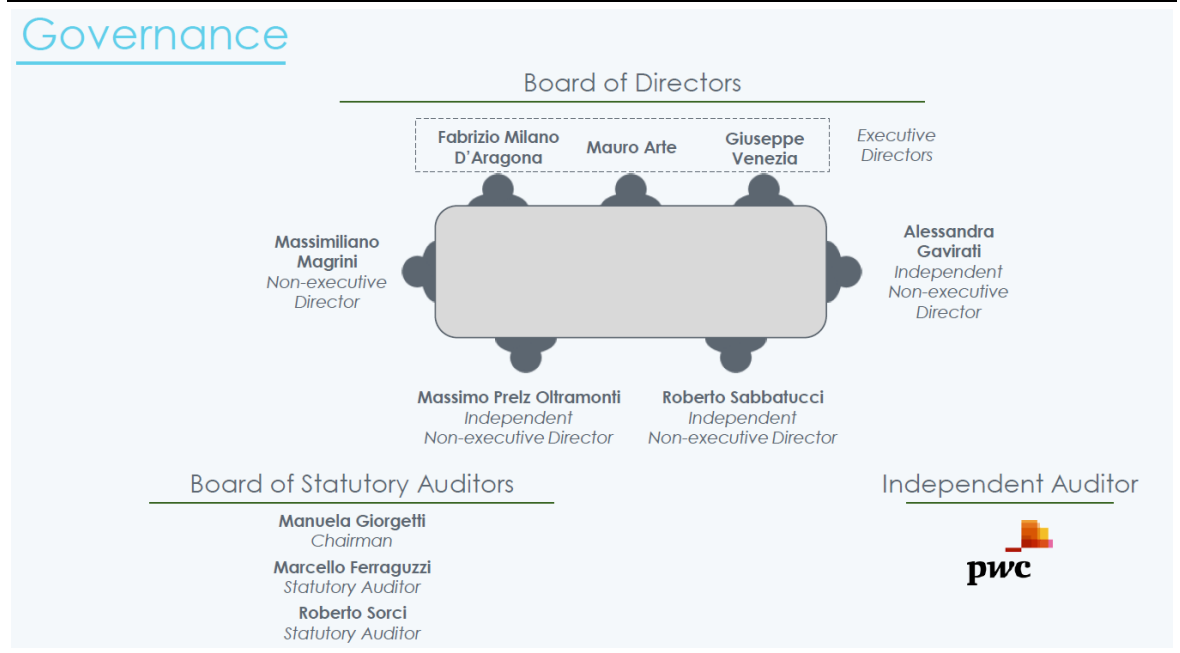 Governance
Board of Directors
Fabrizio Milano
D'Aragona
Mauro Arte
Giuseppe
Venezia
Executive
Directors
Massimiliano
Magrini
Non-executive
Director
Alessandra
Gavirati
Independent
Non-executive
Director
Massimo Prelz Oltramonti
Independent
Non-executive Director
Roberto Sabbatucci
Independent
Non-executive Director
Board of Statutory Auditors
Manuela Giorgetti
Chairman
Marcello Ferraguzzi
Statutory Auditor
Roberto Sorci
Statutory Auditor
Independent Auditor
pwc